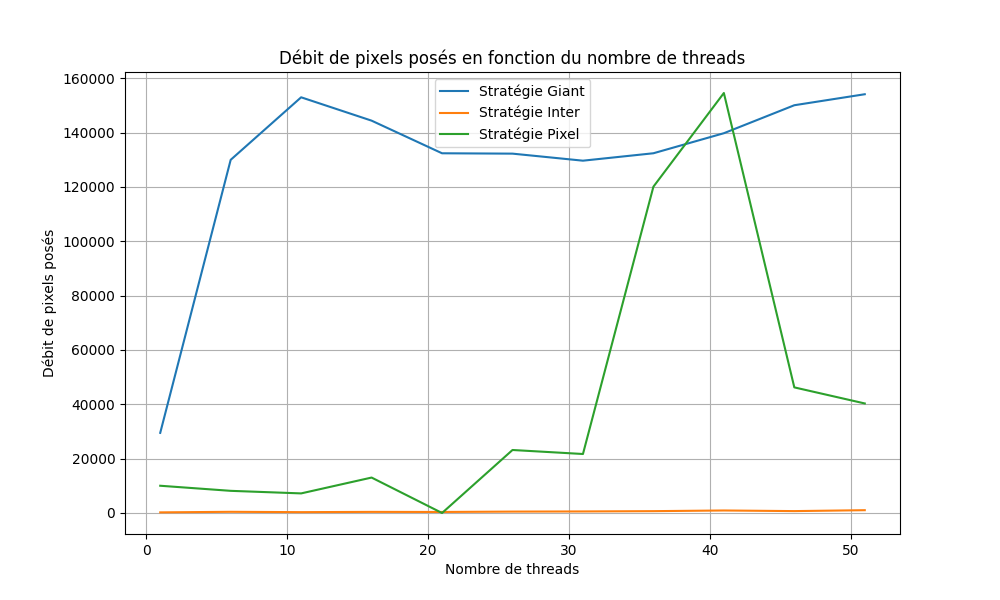 Débit de pixels posés en fonction du nombre de threads
Stratégie Giant
Stratégie Inter
Stratégie Pixel
Débit de pixels posés
160000
140000
120000
100000
80000
60000
40000
20000
0
0 10 20 30 40 50
Nombre de threads